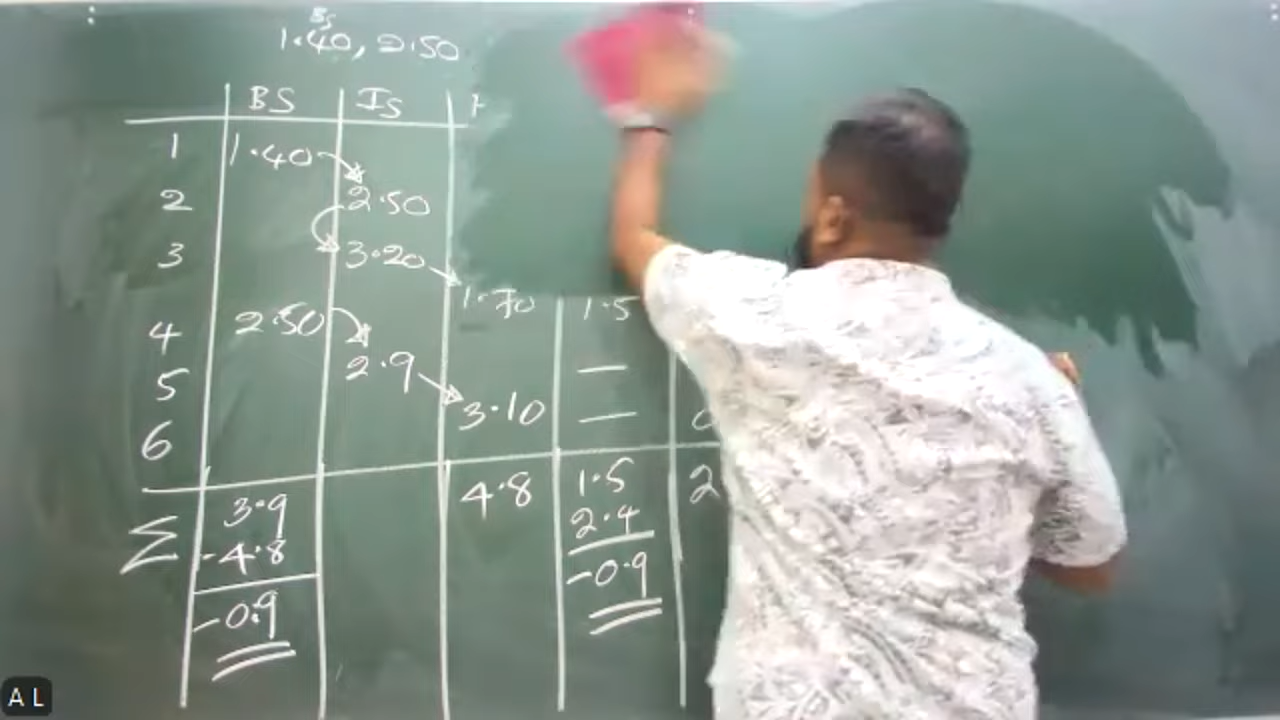 BS
1.40, 2.50
BS IS
1 1.40
2 2.50
3 3.20
1.70 1.5
4 2.50
5 2.9 —
6 3.10 —
Σ 3.9 4.8 1.5 2
-4.8 2.4
-0.9 -0.9
A L